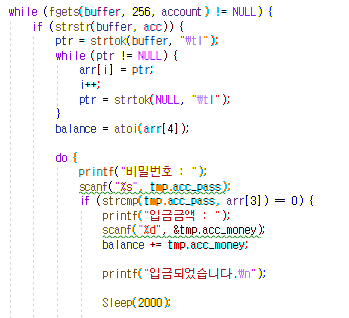 while (fgets(buffer, 256, account) != NULL) {
if (strstr(buffer, acc)) {
ptr = strtok(buffer, "₩t|");
while (ptr != NULL) {
arr[i] = ptr;
i++;
ptr = strtok(NULL, "₩t|");
}
balance = atoi(arr[4]);
do {
printf("비밀번호 : ");
scanf("%s", tmp.acc_pass);
if (strcmp(tmp.acc_pass, arr[3]) == 0) {
printf("입금금액 : ");
scanf("%d", &tmp.acc_money);
balance += tmp.acc_money;
printf("입금되었습니다.₩n");
Sleep(2000);